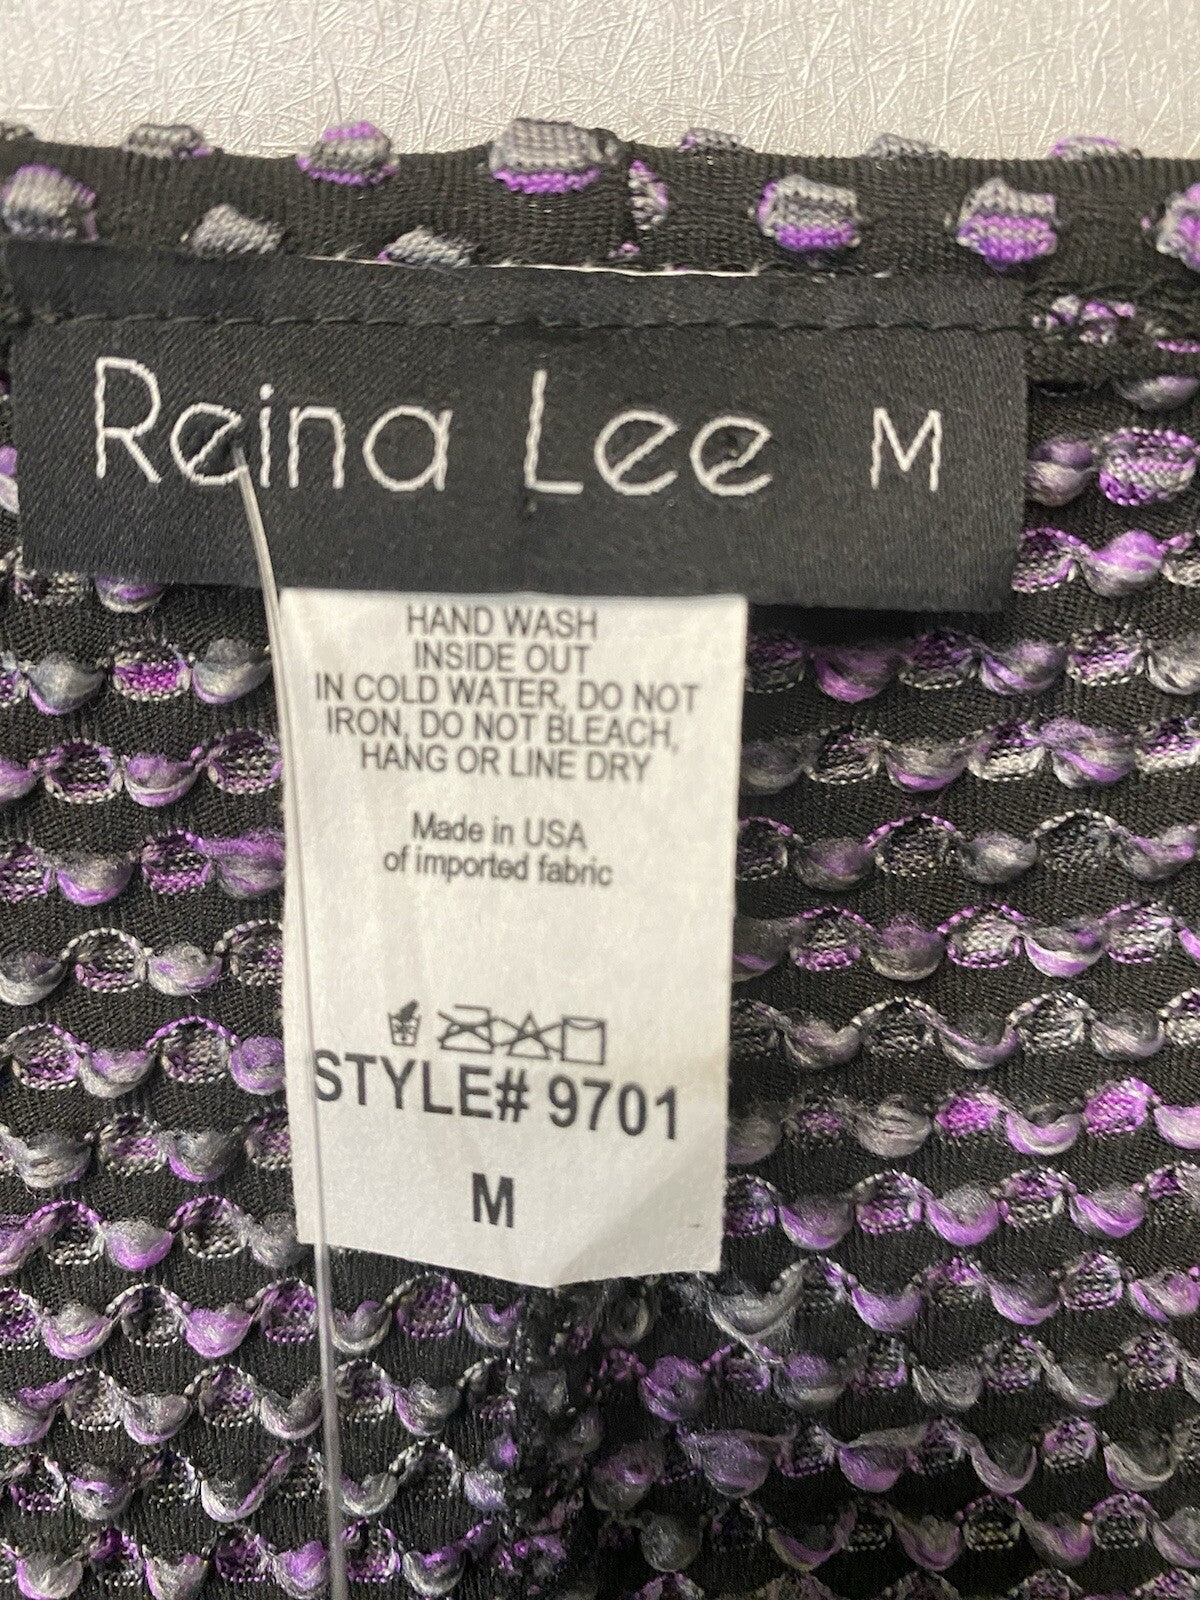 Reina Lee M
HAND WASH
INSIDE OUT
IN COLD WATER, DO NOT
IRON, DO NOT BLEACH,
HANG OR LINE DRY
Made in USA
of imported fabric
STYLE# 9701
M